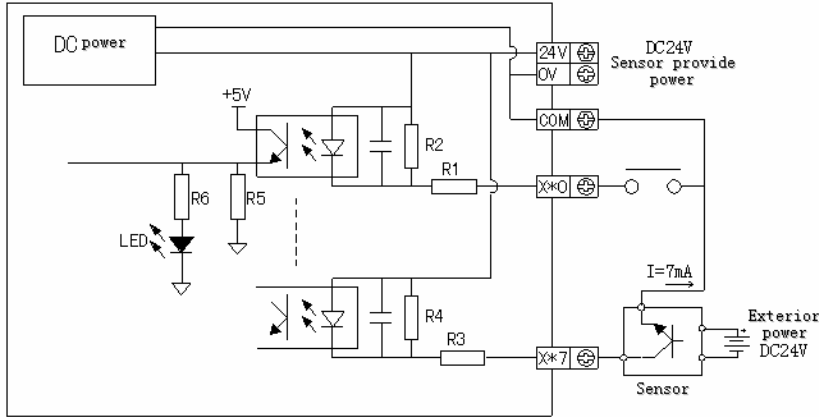 DC power
24V
0V
DC24V
Sensor provide
power
+5V
COM
R2
R1
X*0
R6
R5
LED
I=7mA
R4
R3
X*7
Exterior
power
DC24V
+
Sensor